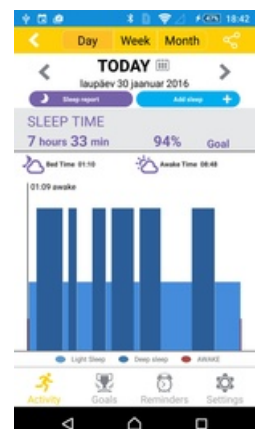 47% 18:42
Day Week Month
TODAY
laupäev 30 jaanuar 2016
Sleep report Add sleep +
SLEEP TIME
7 hours 33 min 94% Goal
Bed Time 01:10 Awake Time 08:48
01:09 awake
Light Sleep Deep sleep AWAKE
Activity Goals Reminders Settings